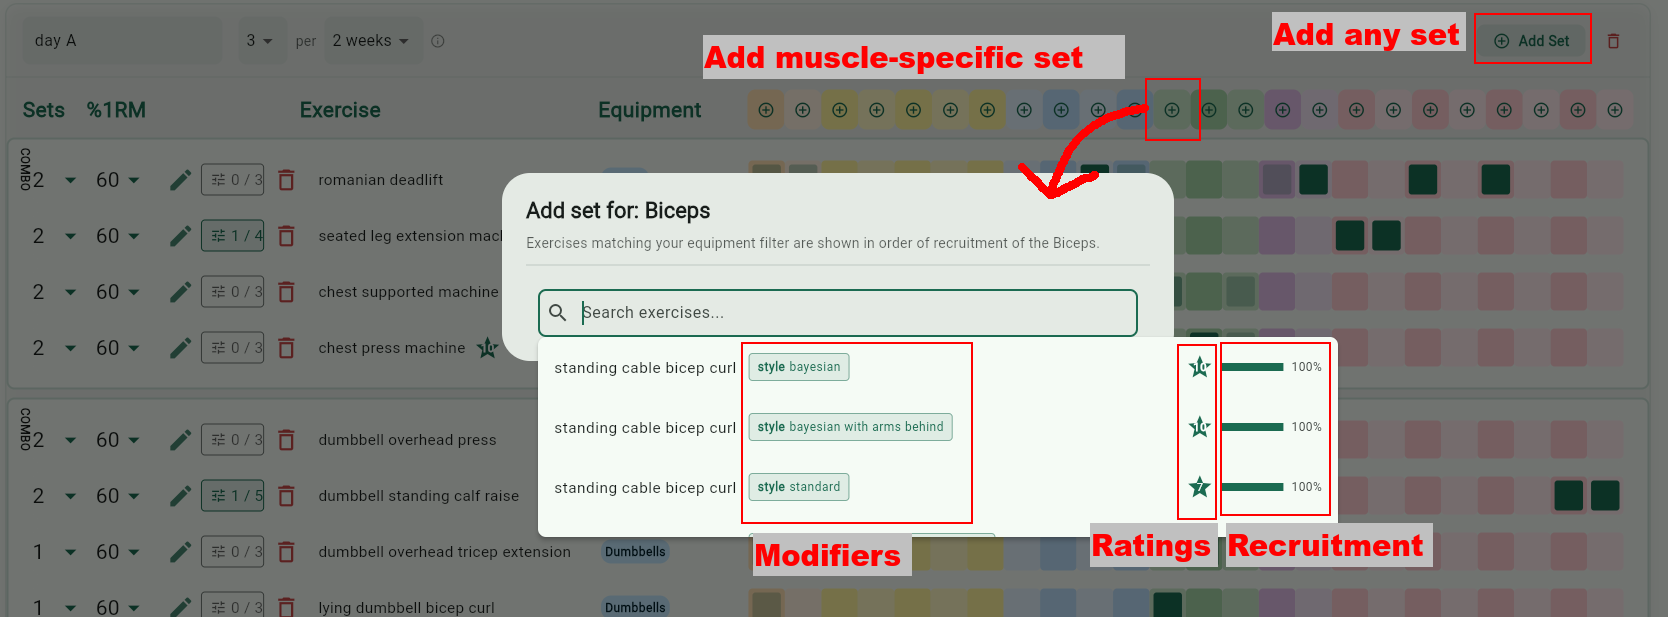 day A 3 per 2 weeks
Add any set
Add Set
Add muscle-specific set
Sets %1RM Exercise Equipment
COMBO
2 60 0 / 3 romanian deadlift
2 60 1 / 4 seated leg extension
2 60 0 / 3 chest supported machine
2 60 0 / 3 chest press machine
Add set for: Biceps
Exercises matching your equipment filter are shown in order of recruitment of the Biceps.
Search exercises...
standing cable bicep curl style bayesian 10 100%
standing cable bicep curl style bayesian with arms behind 10 100%
standing cable bicep curl style standard 7 100%
Modifiers
Ratings
Recruitment
COMBO
2 60 0 / 3 dumbbell overhead press
2 60 1 / 5 dumbbell standing calf raise
1 60 0 / 3 dumbbell overhead tricep extension Dumbbells
1 60 0 / 3 lying dumbbell bicep curl Dumbbells